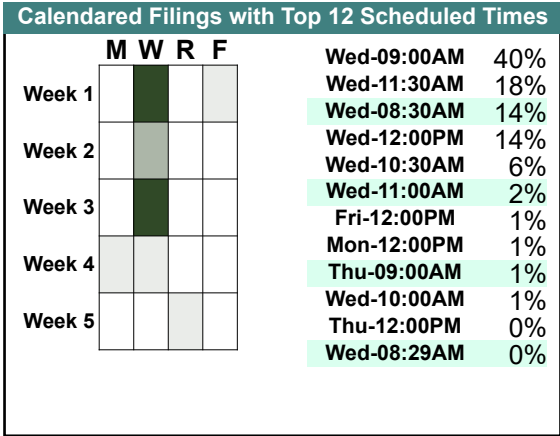 Calendared Filings with Top 12 Scheduled Times
M W R F
Week 1
Week 2
Week 3
Week 4
Week 5
Wed-09:00AM 40%
Wed-11:30AM 18%
Wed-08:30AM 14%
Wed-12:00PM 14%
Wed-10:30AM 6%
Wed-11:00AM 2%
Fri-12:00PM 1%
Mon-12:00PM 1%
Thu-09:00AM 1%
Wed-10:00AM 1%
Thu-12:00PM 0%
Wed-08:29AM 0%